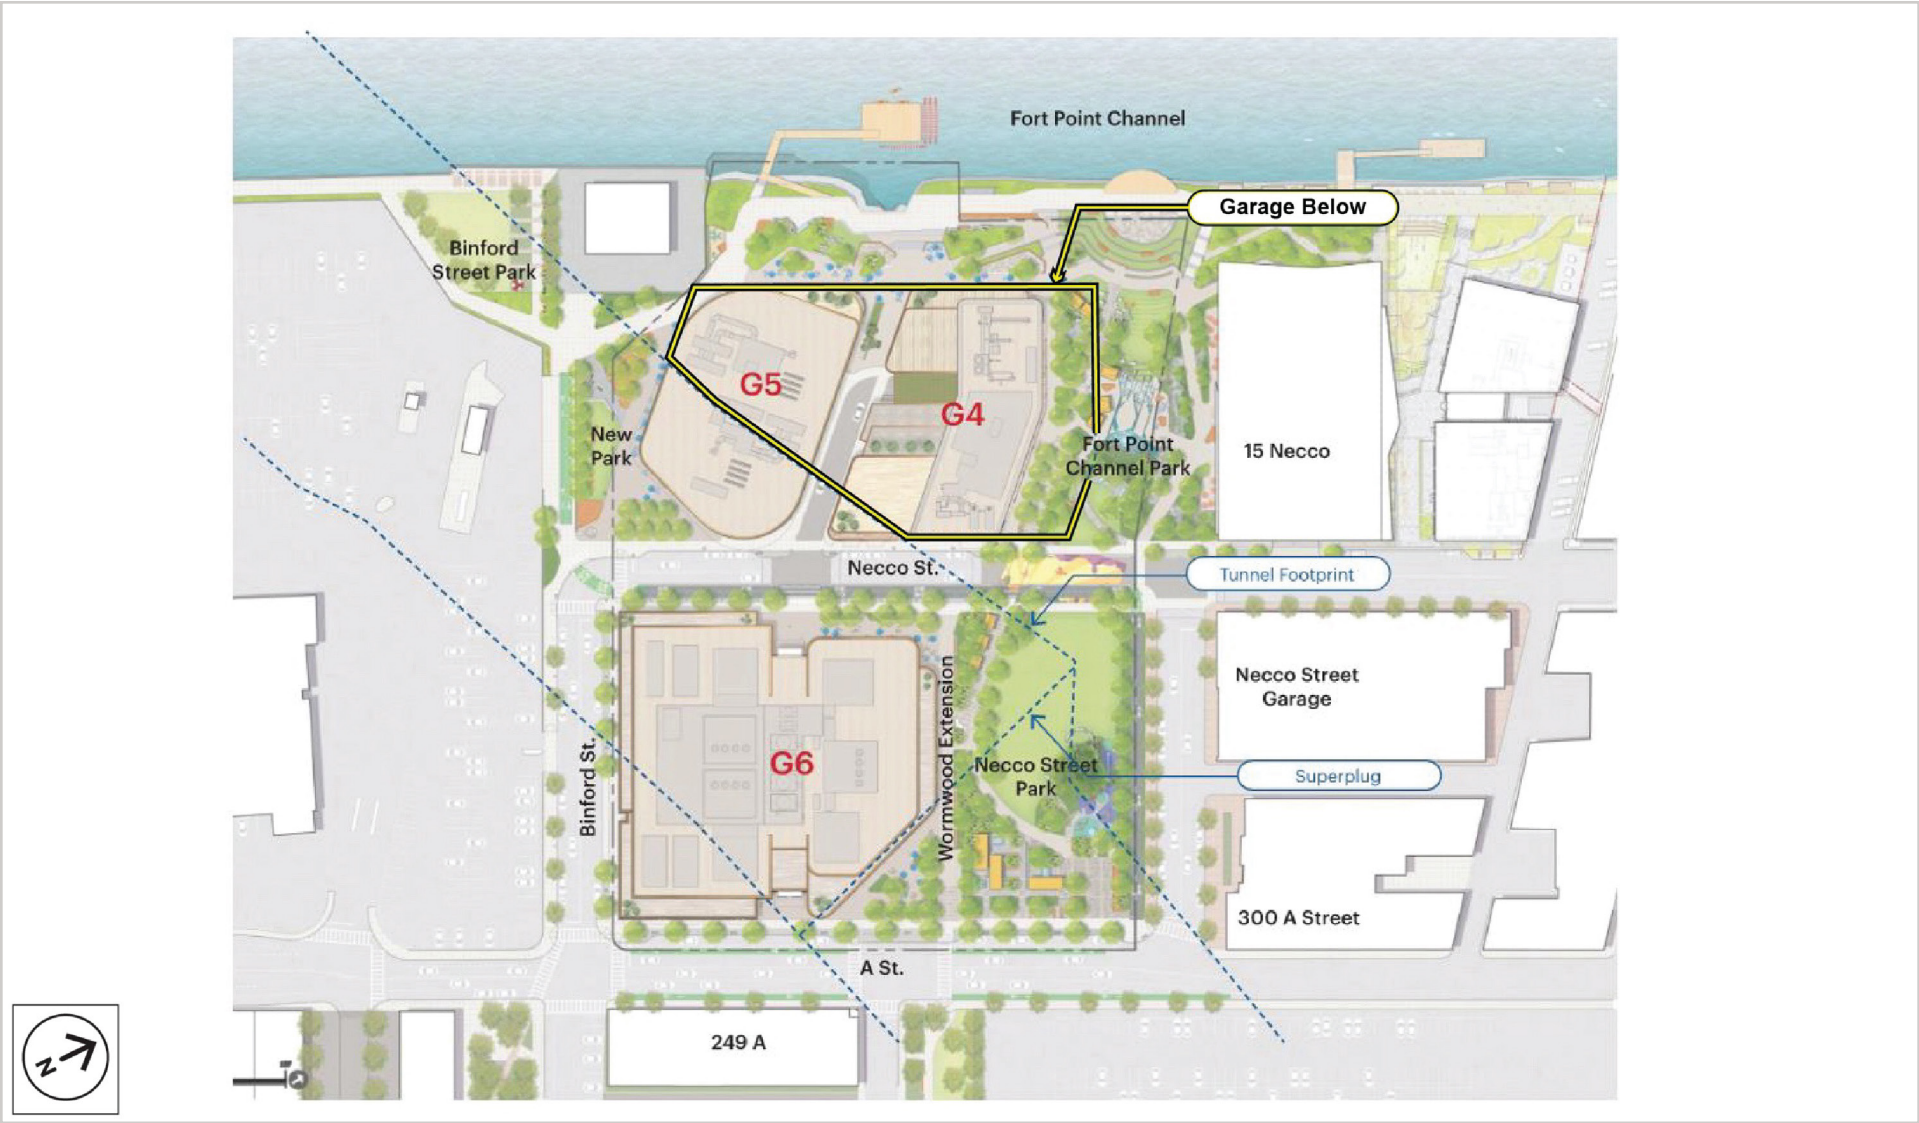 Fort Point Channel
Garage Below
Binford
Street Park
G5
G4
New
Park
Fort Point
Channel Park
15 Necco
Necco St.
Tunnel Footprint
Necco Street
Garage
Wormwood Extension
Binford St.
G6
Necco Street
Park
Superplug
300 A Street
A St.
249 A
N